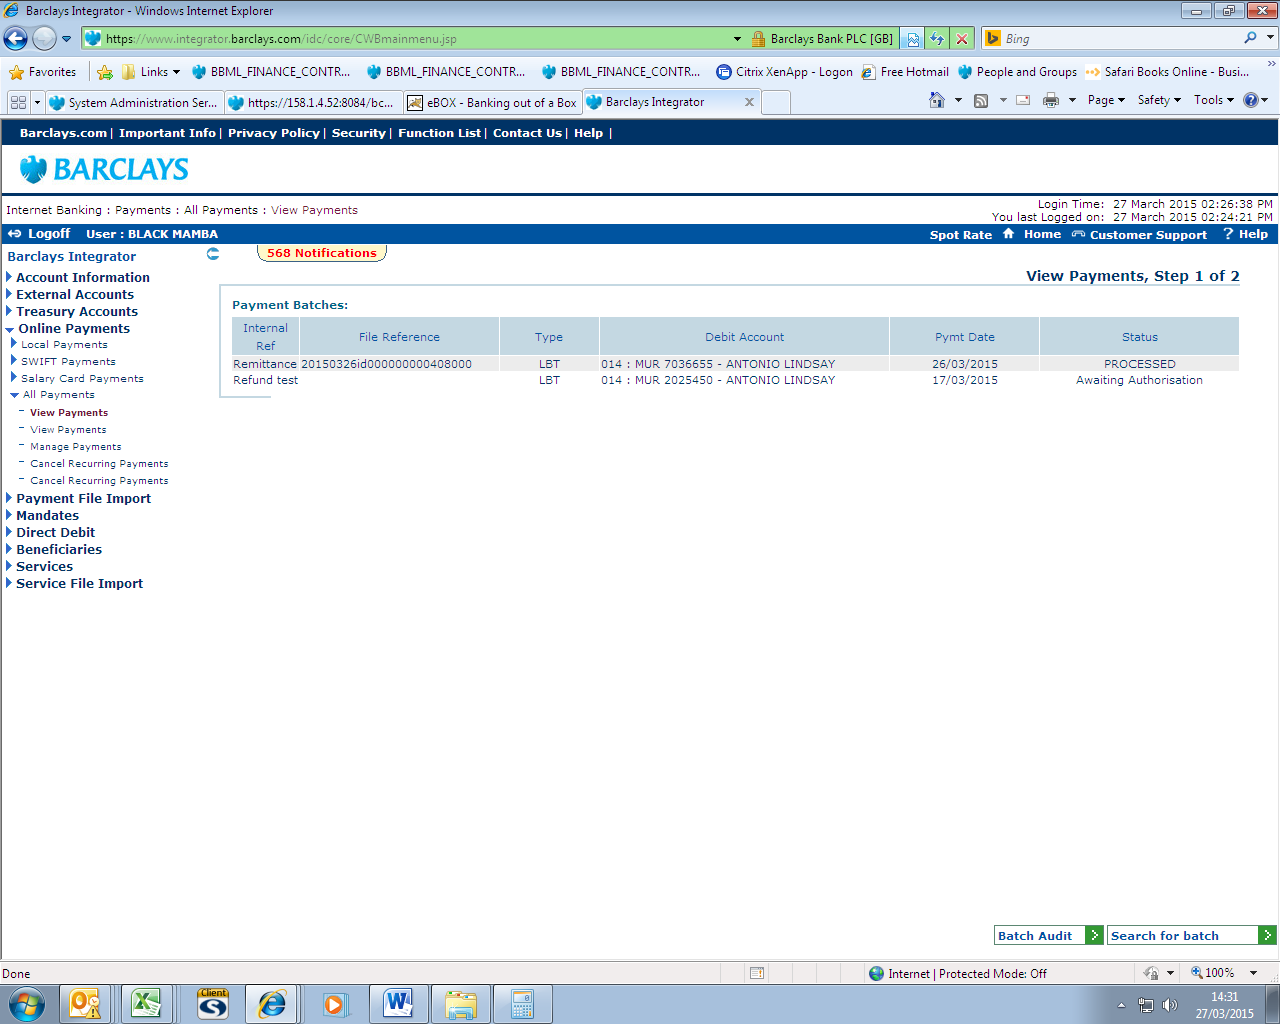 Barclays Integrator - Windows Internet Explorer
https://www.integrator.barclays.com/idc/core/CWBmainmenu.jsp
Barclays Bank PLC [GB]
Bing
Favorites
Links
BBML_FINANCE_CONTR...
BBML_FINANCE_CONTR...
BBML_FINANCE_CONTR...
Citrix XenApp - Logon
Free Hotmail
People and Groups
Safari Books Online - Busi...
System Administration Ser...
https://158.1.4.52:8084/bc...
eBOX - Banking out of a Box
Barclays Integrator
Page
Safety
Tools
Barclays.com | Important Info | Privacy Policy | Security | Function List | Contact Us | Help |
BARCLAYS
Internet Banking : Payments : All Payments : View Payments
Login Time: 27 March 2015 02:26:38 PM
You last Logged on: 27 March 2015 02:24:21 PM
Logoff User : BLACK MAMBA
Spot Rate Home Customer Support ? Help
Barclays Integrator
568 Notifications
Account Information
External Accounts
Treasury Accounts
Online Payments
Local Payments
SWIFT Payments
Salary Card Payments
All Payments
View Payments
View Payments
Manage Payments
Cancel Recurring Payments
Cancel Recurring Payments
Payment File Import
Mandates
Direct Debit
Beneficiaries
Services
Service File Import
View Payments, Step 1 of 2
Payment Batches:
Internal Ref File Reference Type Debit Account Pymt Date Status
Remittance 20150326id000000000408000 LBT 014 : MUR 7036655 - ANTONIO LINDSAY 26/03/2015 PROCESSED
Refund test LBT 014 : MUR 2025450 - ANTONIO LINDSAY 17/03/2015 Awaiting Authorisation
Batch Audit
Search for batch
Done
Internet | Protected Mode: Off
100%
Client
14:31
27/03/2015